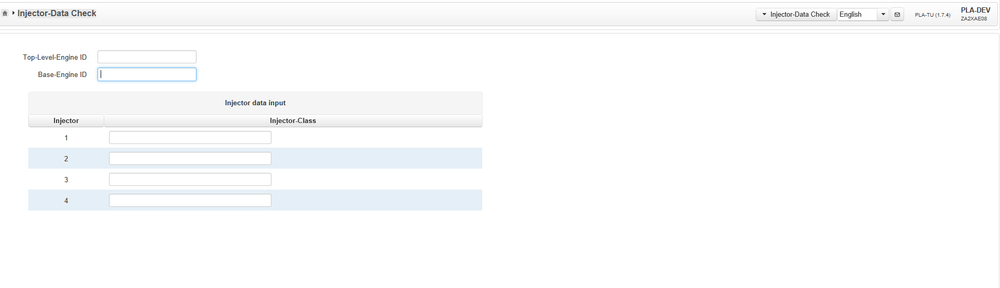 Injector-Data Check
Injector-Data Check
English
PLA-TU (1.7.4)
PLA-DEV
ZA2XAE08
Top-Level-Engine ID
Base-Engine ID
Injector data input
Injector Injector-Class
1
2
3
4